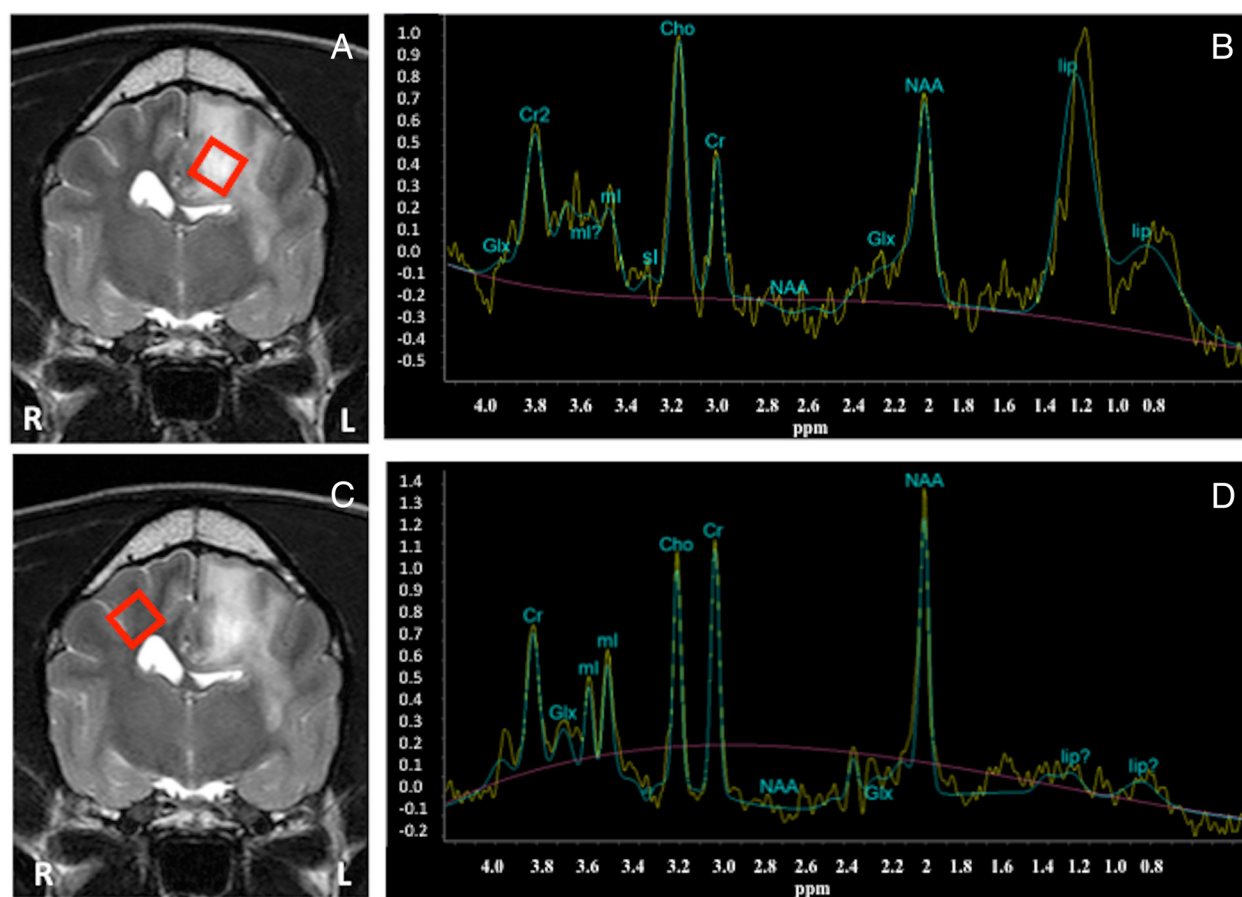 A
R L
B
1.0
0.9
0.8
0.7
0.6
0.5
0.4
0.3
0.2
0.1
0.0
-0.1
-0.2
-0.3
-0.4
-0.5
Cho
lip
NAA
Cr2
Cr
mI
mI?
Glx
Glx
sI
lip
NAA
4.0 3.8 3.6 3.4 3.2 3.0 2.8 2.6 2.4 2.2 2 1.8 1.6 1.4 1.2 1.0 0.8
ppm
C
R L
D
1.4
1.3
1.2
1.1
1.0
0.9
0.8
0.7
0.6
0.5
0.4
0.3
0.2
0.1
0.0
-0.1
-0.2
NAA
Cho
Cr
Cr
mI
mI
Glx
lip?
lip?
NAA
Glx
4.0 3.8 3.6 3.4 3.2 3.0 2.8 2.6 2.4 2.2 2 1.8 1.6 1.4 1.2 1.0 0.8
ppm